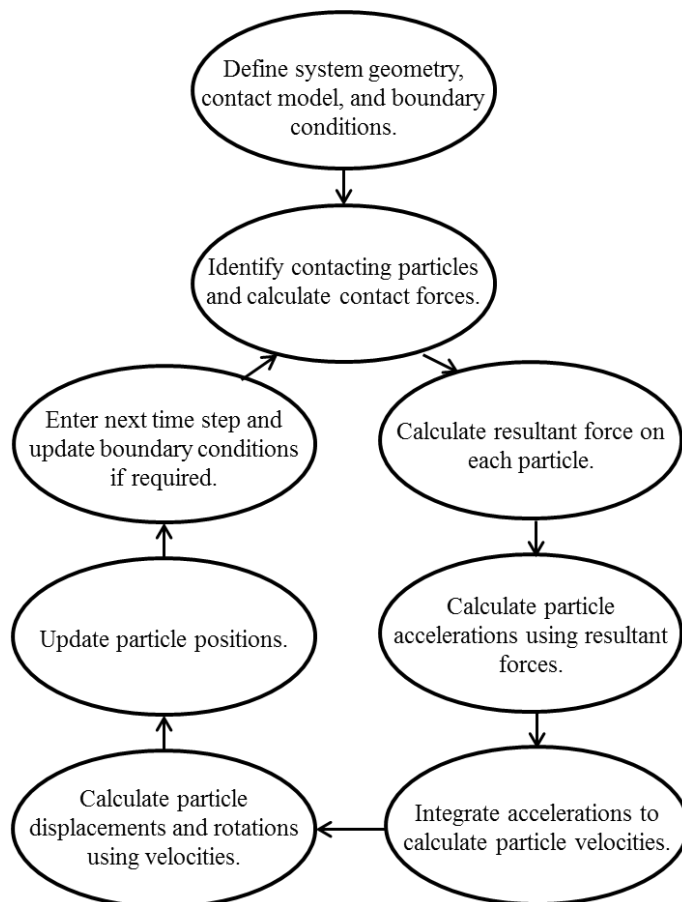 Define system geometry,
contact model, and boundary
conditions.
Identify contacting particles
and calculate contact forces.
Enter next time step and
update boundary conditions
if required.
Calculate resultant force on
each particle.
Update particle positions.
Calculate particle
accelerations using resultant
forces.
Calculate particle
displacements and rotations
using velocities.
Integrate accelerations to
calculate particle velocities.